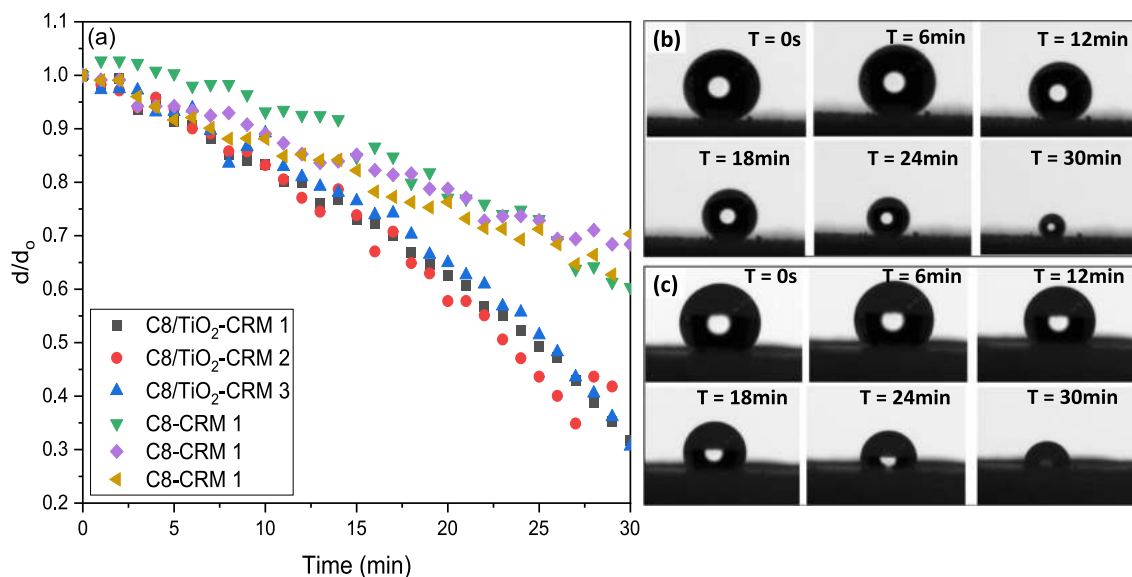 (a)
d/do
1.1
1.0
0.9
0.8
0.7
0.6
0.5
0.4
0.3
0.2
C8/TiO2-CRM 1
C8/TiO2-CRM 2
C8/TiO2-CRM 3
C8-CRM 1
C8-CRM 1
C8-CRM 1
0 5 10 15 20 25 30
Time (min)
(b)
T = 0s
T = 6min
T = 12min
T = 18min
T = 24min
T = 30min
(c)
T = 0s
T = 6min
T = 12min
T = 18min
T = 24min
T = 30min